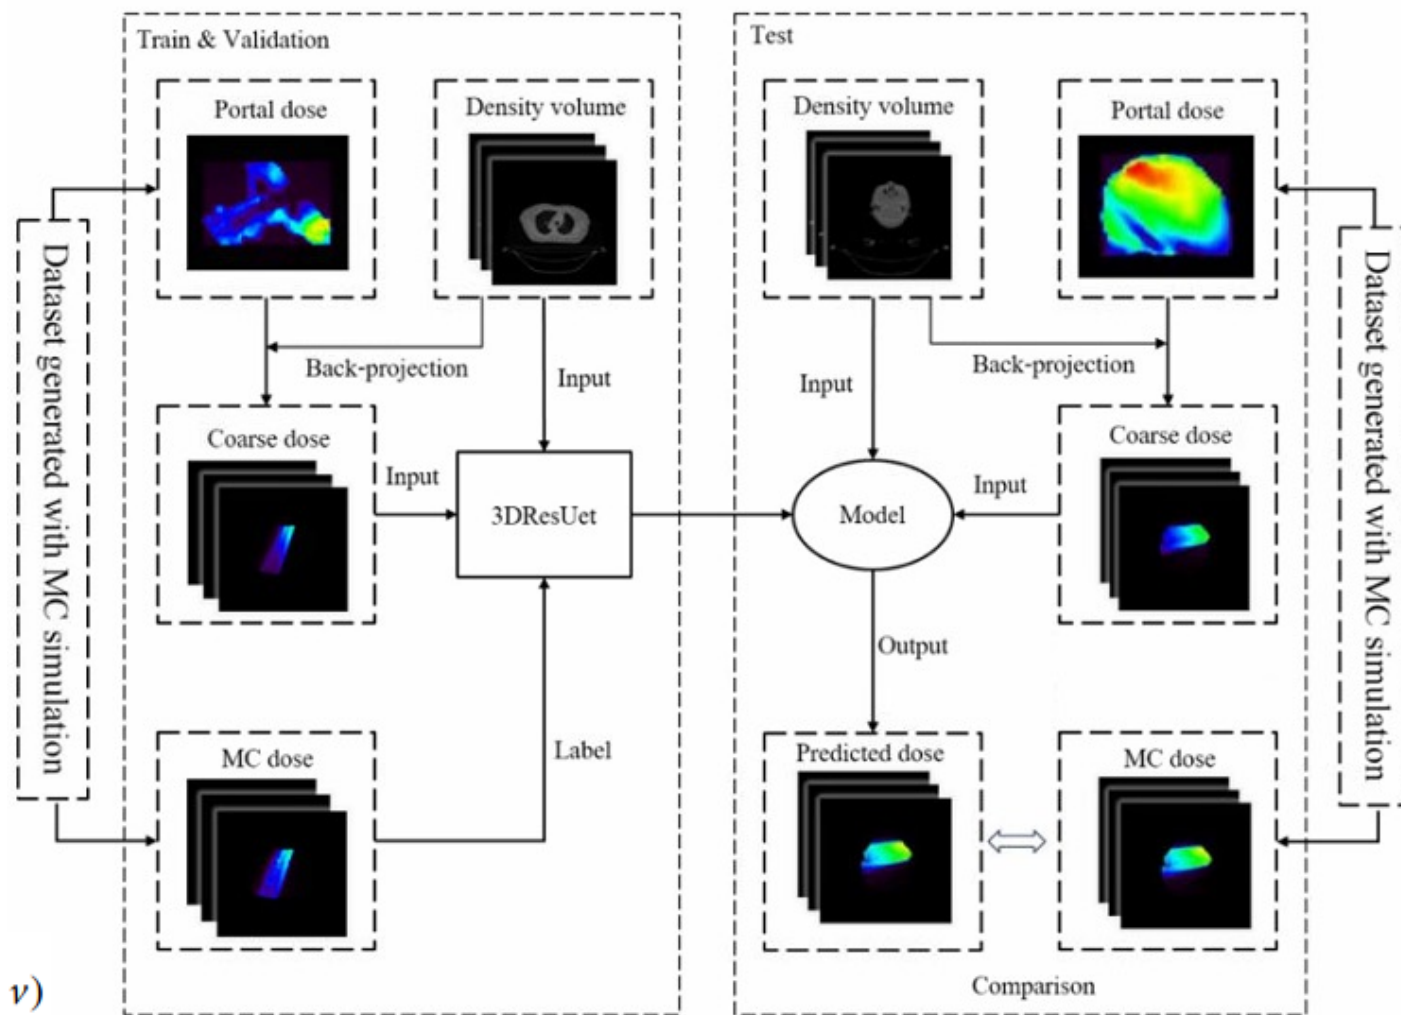 Train & Validation
Portal dose
Density volume
Dataset generated with MC simulation
Back-projection
Input
Coarse dose
Input
3DResUet
MC dose
Label
Test
Density volume
Portal dose
Dataset generated with MC simulation
Input
Back-projection
Coarse dose
Input
Model
Output
Predicted dose
MC dose
Comparison
ν)